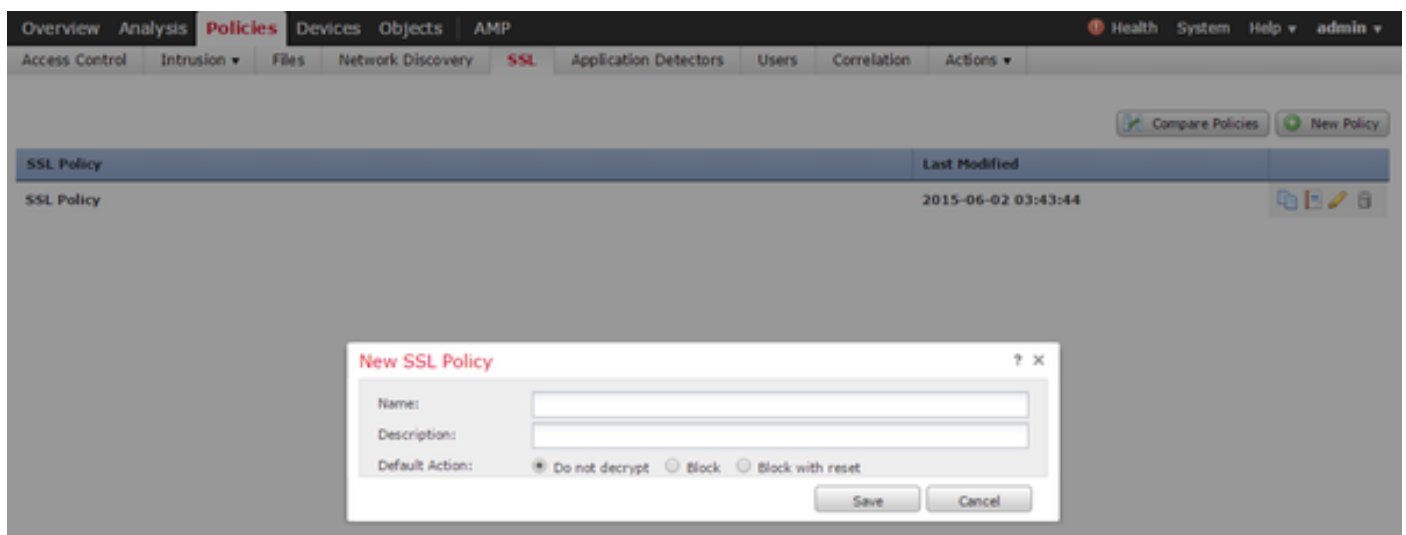 Overview Analysis Policies Devices Objects AMP Health System Help admin
Access Control Intrusion Files Network Discovery SSL Application Detectors Users Correlation Actions
Compare Policies New Policy
SSL Policy Last Modified
SSL Policy 2015-06-02 03:43:44
New SSL Policy ? X
Name:
Description:
Default Action: Do not decrypt Block Block with reset
Save Cancel